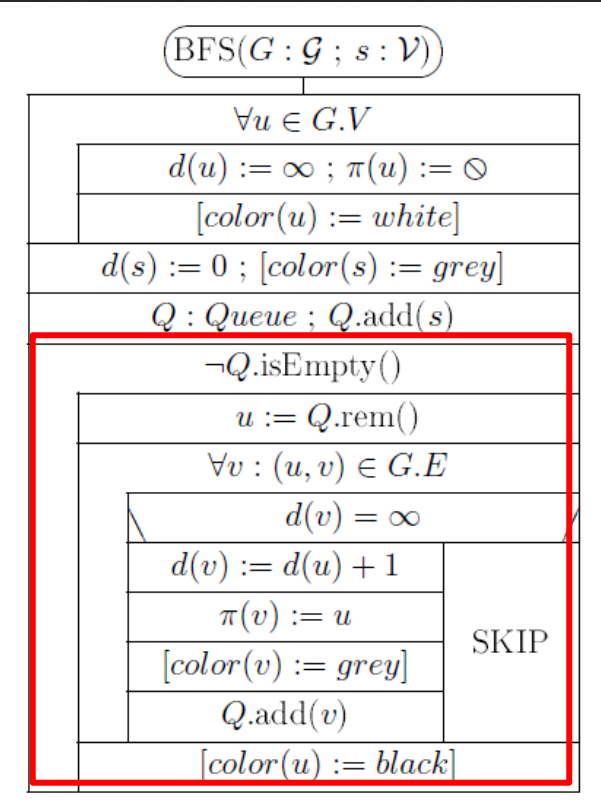 BFS(G : 𝒢 ; s : 𝒱)
∀u ∈ G.V
d(u) := ∞ ; π(u) := ⦸
[color(u) := white]
d(s) := 0 ; [color(s) := grey]
Q : Queue ; Q.add(s)
¬Q.isEmpty()
u := Q.rem()
∀v : (u, v) ∈ G.E
d(v) = ∞
d(v) := d(u) + 1
π(v) := u
[color(v) := grey]
Q.add(v)
SKIP
[color(u) := black]